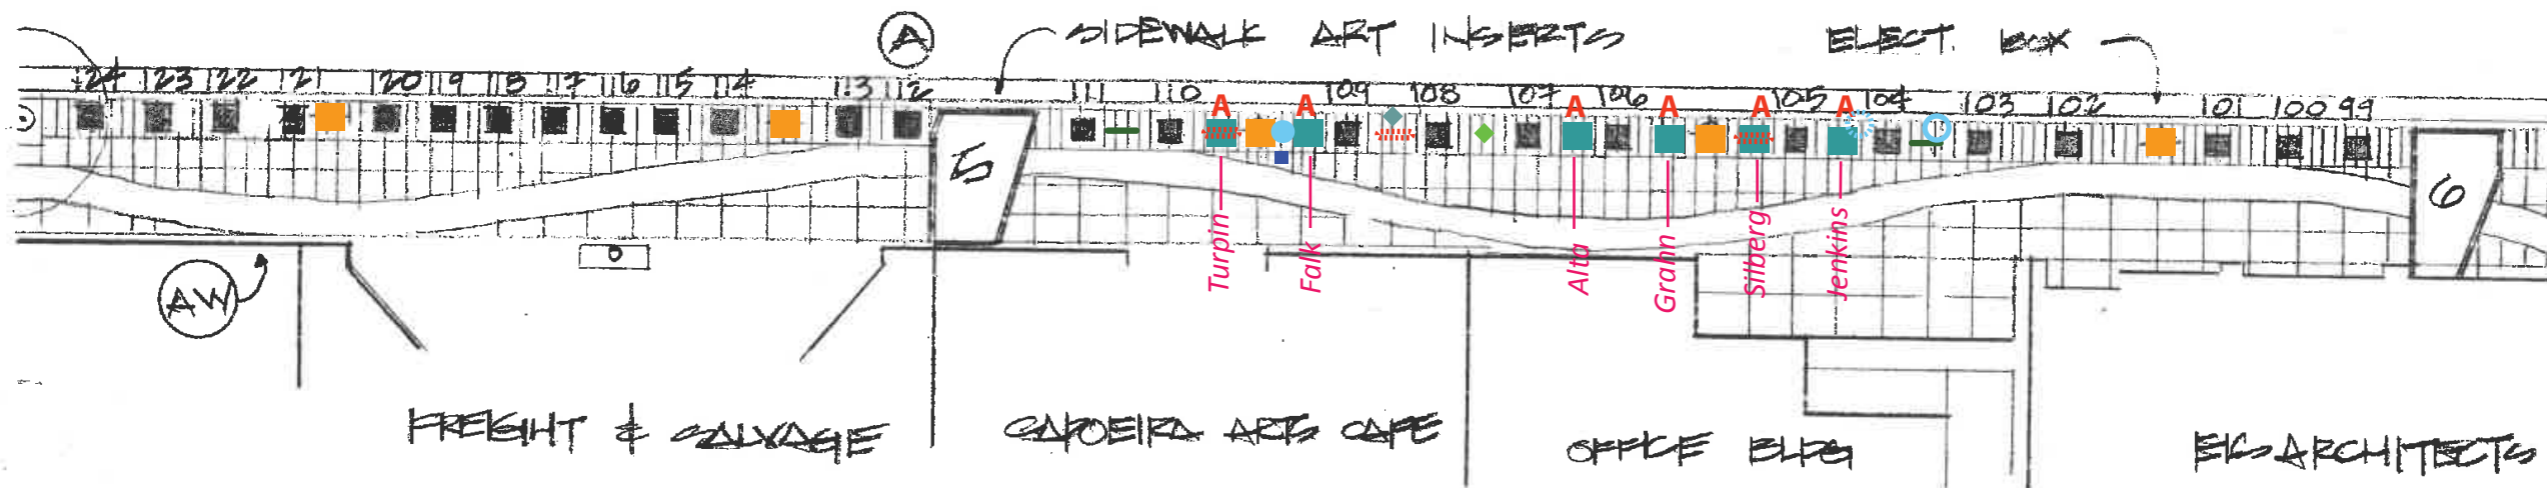 A
SIDEWALK ART INSERTS
ELECT. BOX
124 123 122 121 120 119 118 117 116 115 114 113 112 111 110 109 108 107 106 105 104 103 102 101 100 99
A A A A A A
5
6
Turpin
Falk
Alta
Grahn
Silberg
Jenkins
AW
FREIGHT & SALVAGE
CAPOEIRA ARTS CAFE
OFFICE BLDG
ARCHITECTS